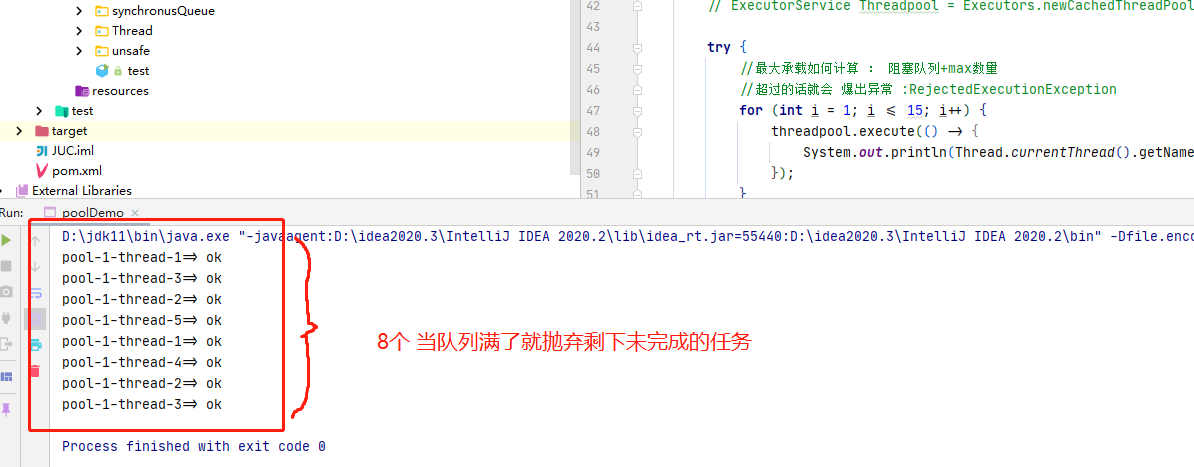 synchronusQueue
Thread
unsafe
test
resources
test
target
JUC.iml
pom.xml
External Libraries
42 // ExecutorService Threadpool = Executors.newCachedThreadPool
43
44 try {
45 //最大承载如何计算 : 阻塞队列+max数量
46 //超过的话就会 爆出异常 :RejectedExecutionException
47 for (int i = 1; i <= 15; i++) {
48 threadpool.execute(() -> {
49 System.out.println(Thread.currentThread().getName
50 });
51 }
Run: poolDemo ×
D:\jdk11\bin\java.exe "-javaagent:D:\idea2020.3\IntelliJ IDEA 2020.2\lib\idea_rt.jar=55440:D:\idea2020.3\IntelliJ IDEA 2020.2\bin" -Dfile.enco
pool-1-thread-1=> ok
pool-1-thread-3=> ok
pool-1-thread-2=> ok
pool-1-thread-5=> ok
pool-1-thread-1=> ok
pool-1-thread-4=> ok
pool-1-thread-2=> ok
pool-1-thread-3=> ok
8个 当队列满了就抛弃剩下未完成的任务
Process finished with exit code 0